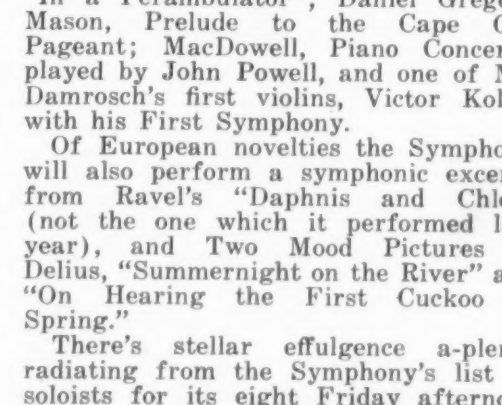 In a Perambulator", Daniel Greg
Mason, Prelude to the Cape C
Pageant; MacDowell, Piano Concer
played by John Powell, and one of M
Damrosch's first violins, Victor Kol
with his First Symphony.
Of European novelties the Sympho
will also perform a symphonic excer
from Ravel's "Daphnis and Chlo
(not the one which it performed l
year), and Two Mood Pictures
Delius, "Summernight on the River" a
"On Hearing the First Cuckoo
Spring."
There's stellar effulgence a-plen
radiating from the Symphony's list
soloists for its eight Friday afterno